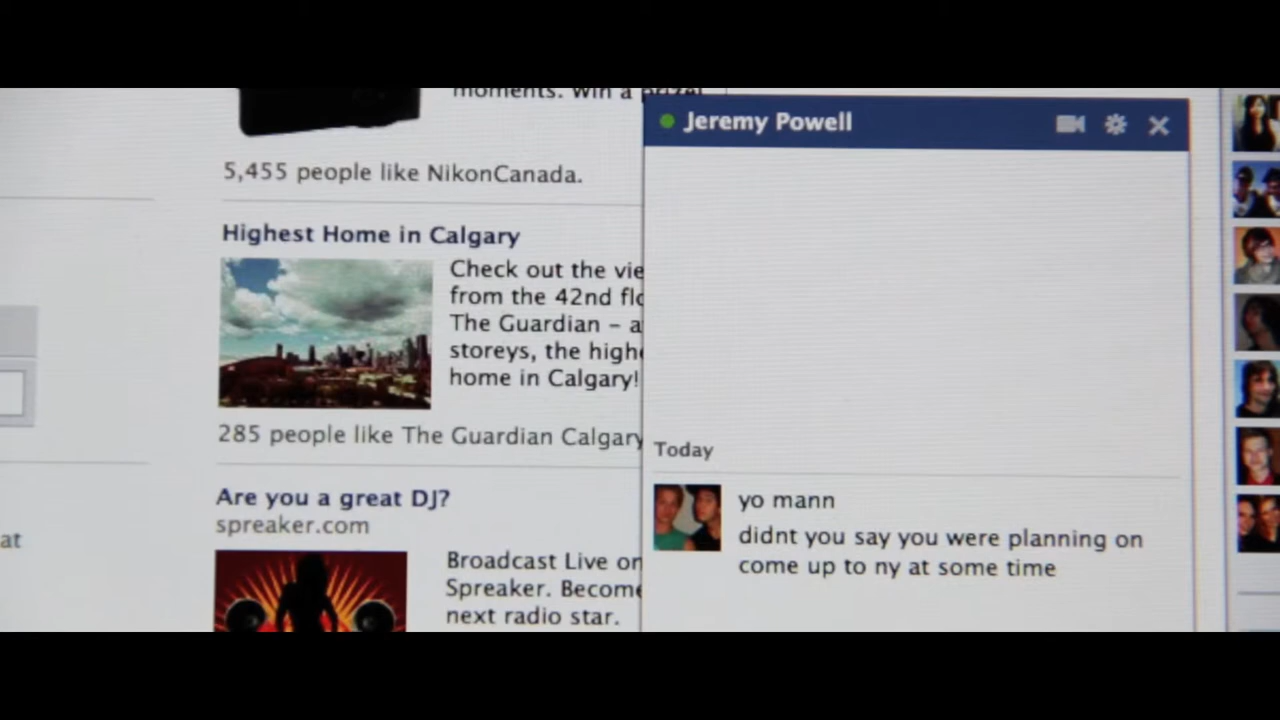 moments. Win a prize!
5,455 people like NikonCanada.
Highest Home in Calgary
Check out the vie
from the 42nd flo
The Guardian – a
storeys, the highe
home in Calgary!
285 people like The Guardian Calgary
Are you a great DJ?
spreaker.com
Broadcast Live on
Spreaker. Become
next radio star.
at
Jeremy Powell
Today
yo mann
didnt you say you were planning on
come up to ny at some time